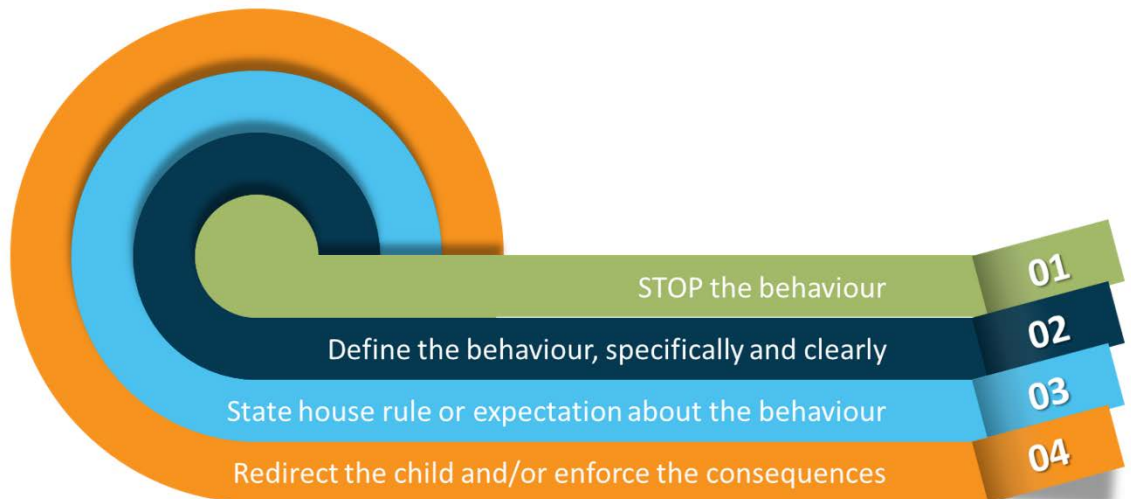 STOP the behaviour 01
Define the behaviour, specifically and clearly 02
State house rule or expectation about the behaviour 03
Redirect the child and/or enforce the consequences 04